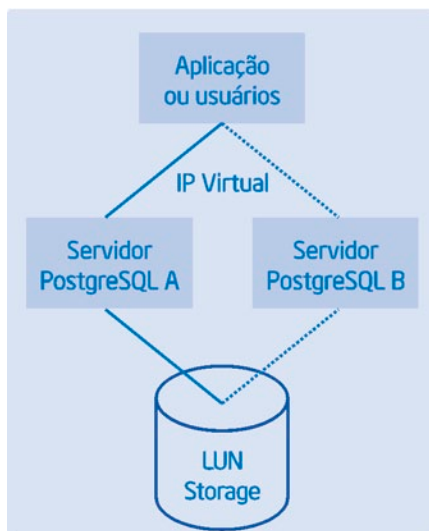 Aplicação
ou usuários
IP Virtual
Servidor
PostgreSQL A
Servidor
PostgreSQL B
LUN
Storage